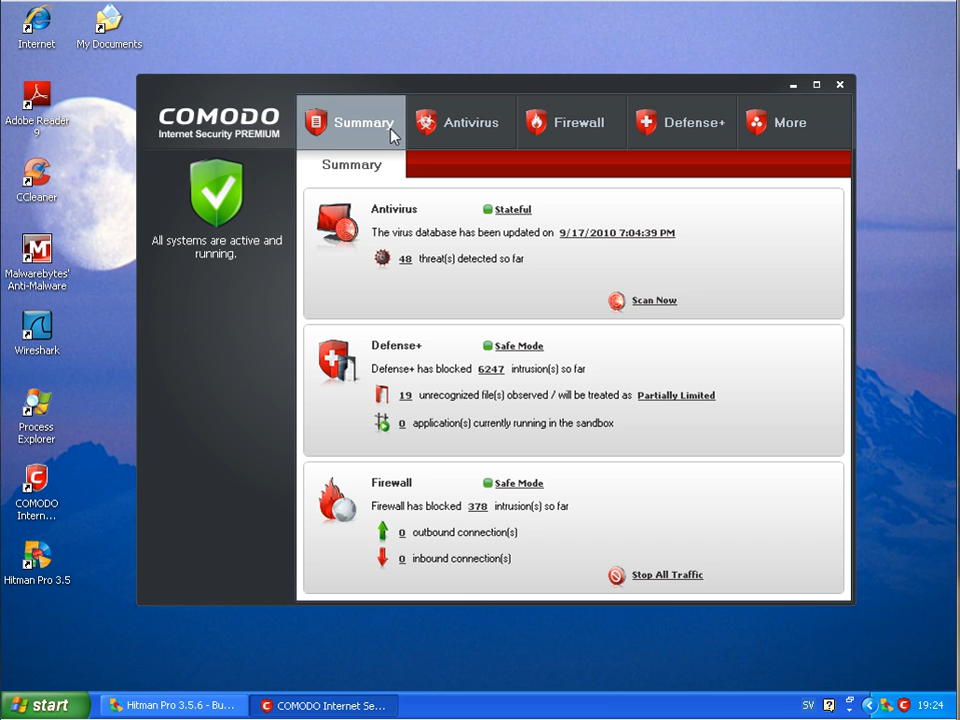 Internet
My Documents
Adobe Reader
9
CCleaner
Malwarebytes'
Anti-Malware
Wireshark
Process
Explorer
COMODO
Intern...
Hitman Pro 3.5
COMODO
Internet Security PREMIUM
Summary
Antivirus
Firewall
Defense+
More
Summary
All systems are active and
running.
Antivirus
Stateful
The virus database has been updated on 9/17/2010 7:04:39 PM
48 threat(s) detected so far
Scan Now
Defense+
Safe Mode
Defense+ has blocked 6247 intrusion(s) so far
19 unrecognized file(s) observed / will be treated as Partially Limited
0 application(s) currently running in the sandbox
Firewall
Safe Mode
Firewall has blocked 378 intrusion(s) so far
0 outbound connection(s)
0 inbound connection(s)
Stop All Traffic
start
Hitman Pro 3.5.6 - Bu...
COMODO Internet Se...
SV
19:24